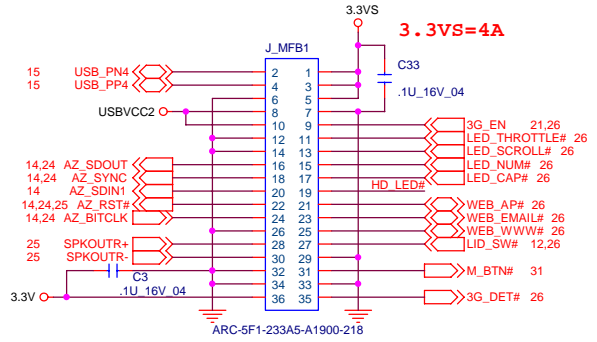 3.3VS
3.3VS=4A
J_MFB1
C33
.1U_16V_04
15 USB_PN4 2 1
15 USB_PP4 4 3
6 5
USBVCC2 8 7
10 9 3G_EN 21,26
12 11 LED_THROTTLE# 26
14 13 LED_SCROLL# 26
14,24 AZ_SDOUT 16 15 LED_NUM# 26
14,24 AZ_SYNC 18 17 LED_CAP# 26
14 AZ_SDIN1 20 19 HD_LED#
14,24,25 AZ_RST# 22 21 WEB_AP# 26
14,24 AZ_BITCLK 24 23 WEB_EMAIL# 26
26 25 WEB_WWW# 26
25 SPKOUTR+ 28 27 LID_SW# 12,26
25 SPKOUTR- 30 29
C3 32 31 M_BTN# 31
.1U_16V_04 34 33
3.3V 36 35 3G_DET# 26
ARC-5F1-233A5-A1900-218